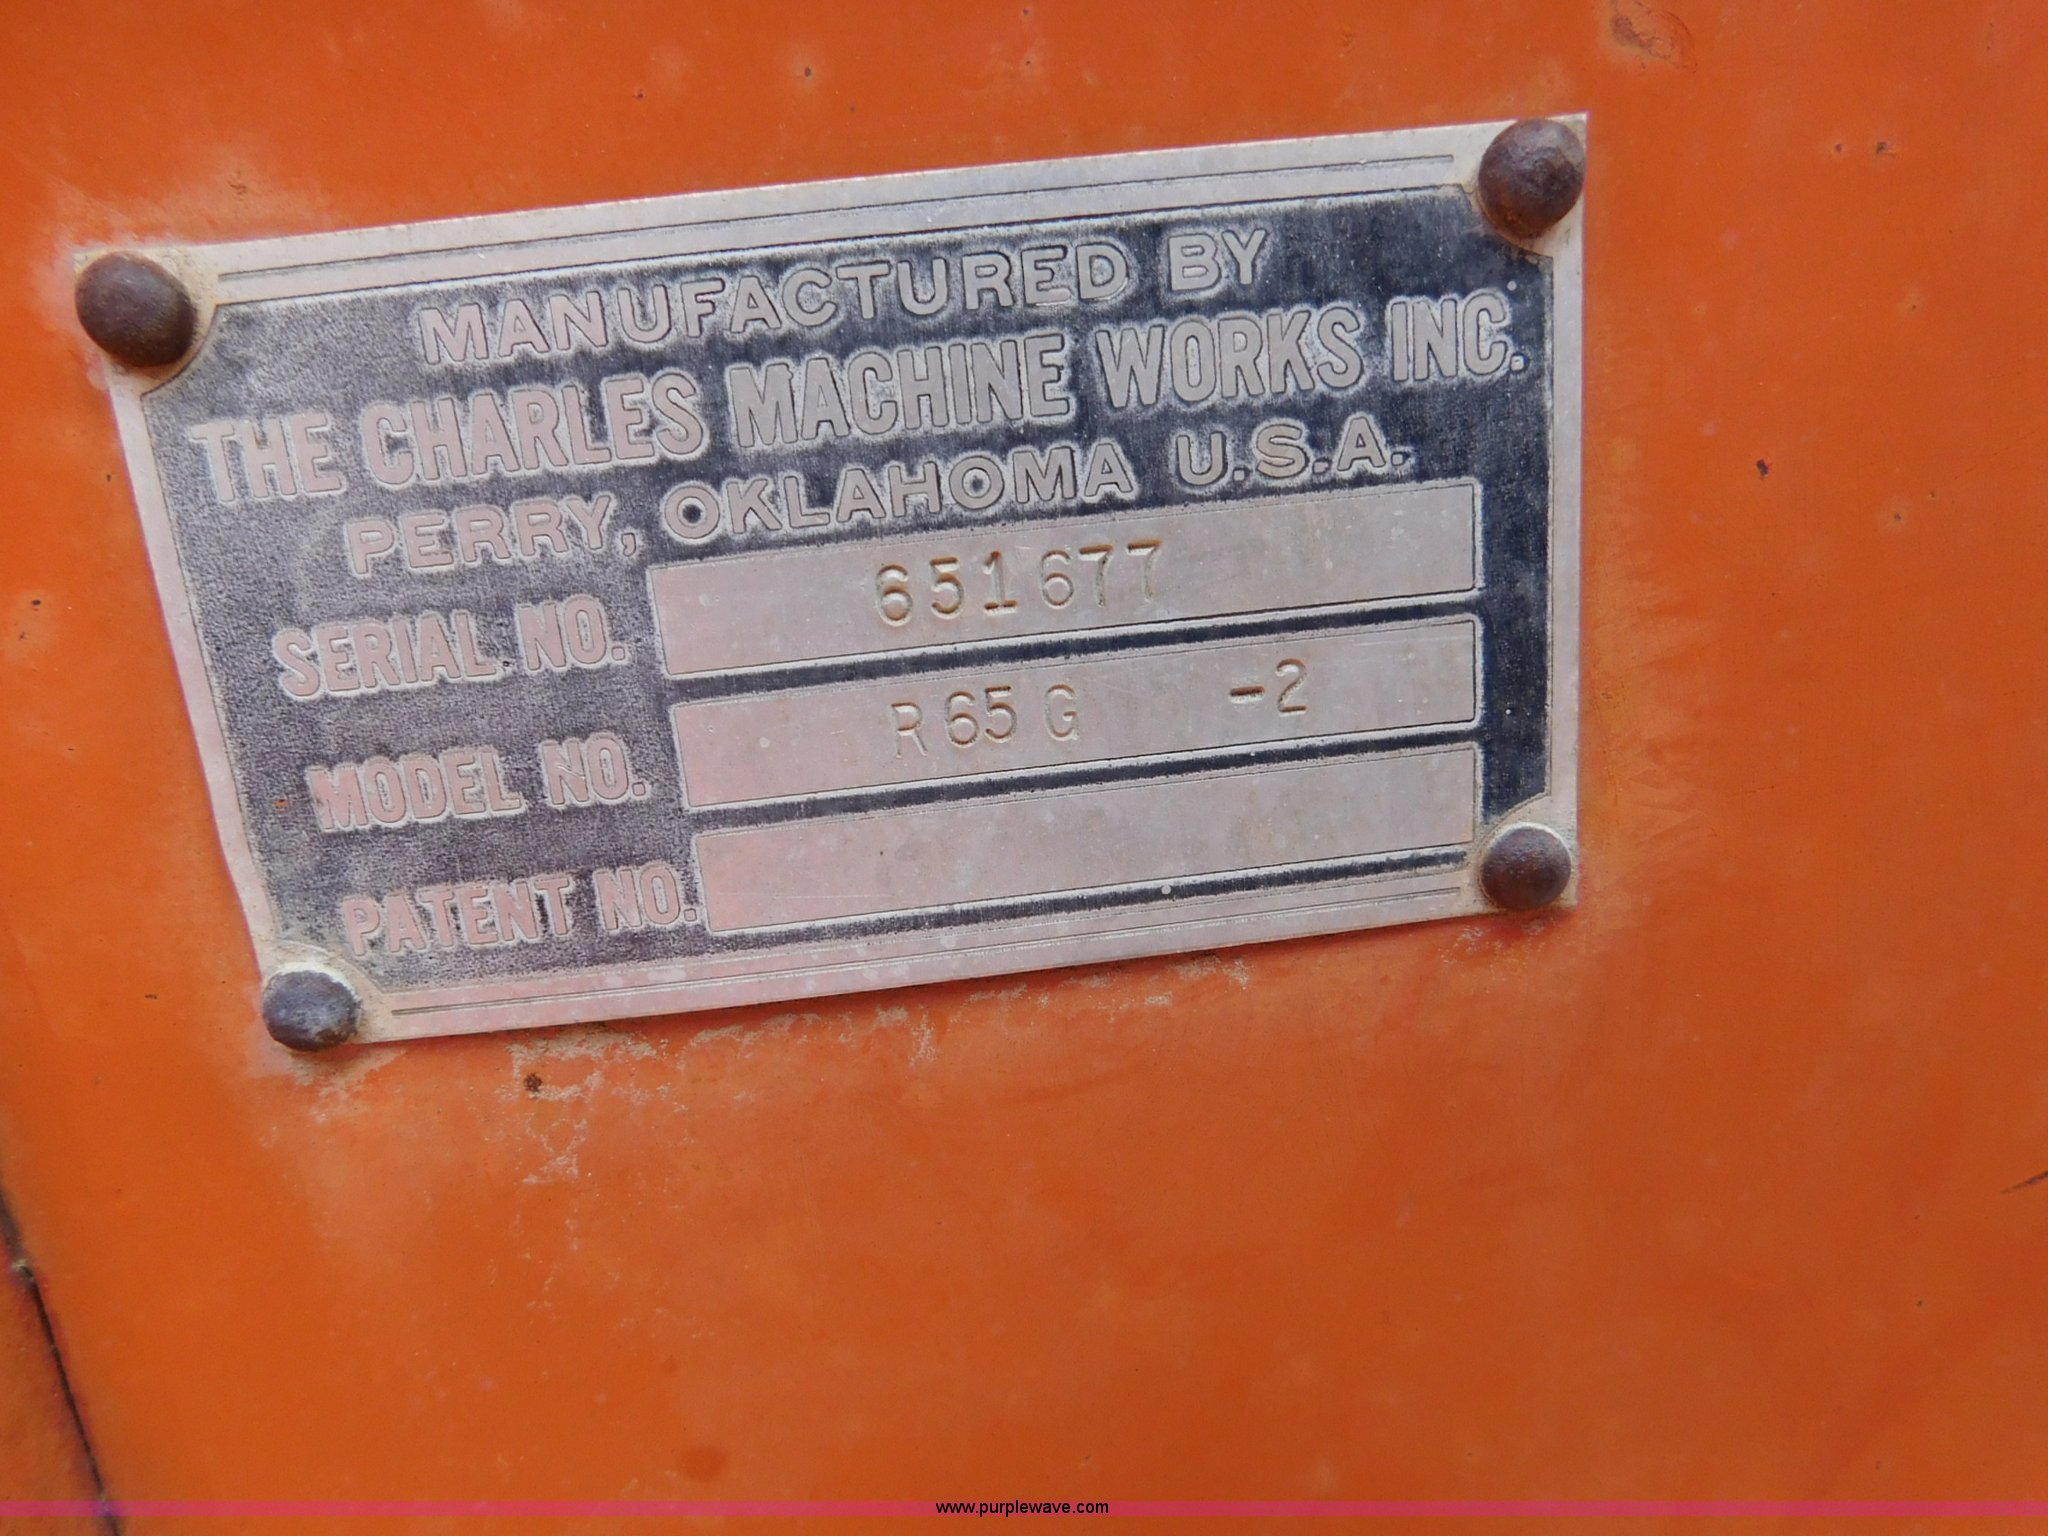 MANUFACTURED BY
THE CHARLES MACHINE WORKS INC.
PERRY, OKLAHOMA U.S.A.
SERIAL NO. 651677
MODEL NO. R65G -2
PATENT NO.
www.purplewave.com